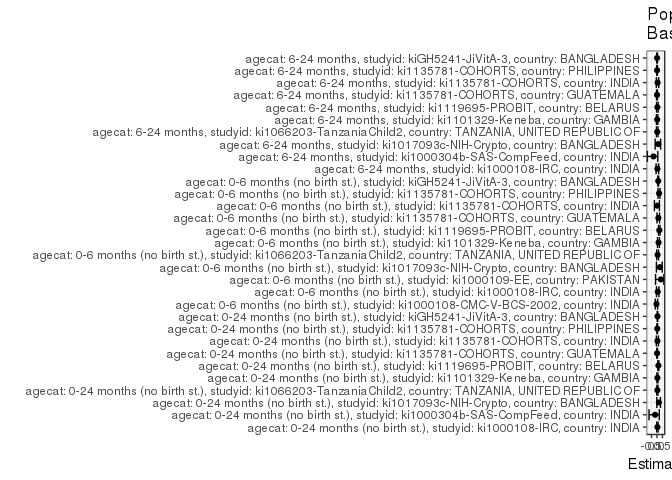 Pop
Bas
agecat: 6-24 months, studyid: kiGH5241-JiVitA-3, country: BANGLADESH
agecat: 6-24 months, studyid: ki1135781-COHORTS, country: PHILIPPINES
agecat: 6-24 months, studyid: ki1135781-COHORTS, country: INDIA
agecat: 6-24 months, studyid: ki1135781-COHORTS, country: GUATEMALA
agecat: 6-24 months, studyid: ki1119695-PROBIT, country: BELARUS
agecat: 6-24 months, studyid: ki1101329-Keneba, country: GAMBIA
agecat: 6-24 months, studyid: ki1066203-TanzaniaChild2, country: TANZANIA, UNITED REPUBLIC OF
agecat: 6-24 months, studyid: ki1017093c-NIH-Crypto, country: BANGLADESH
agecat: 6-24 months, studyid: ki1000304b-SAS-CompFeed, country: INDIA
agecat: 6-24 months, studyid: ki1000108-IRC, country: INDIA
agecat: 0-6 months (no birth st.), studyid: kiGH5241-JiVitA-3, country: BANGLADESH
agecat: 0-6 months (no birth st.), studyid: ki1135781-COHORTS, country: PHILIPPINES
agecat: 0-6 months (no birth st.), studyid: ki1135781-COHORTS, country: INDIA
agecat: 0-6 months (no birth st.), studyid: ki1135781-COHORTS, country: GUATEMALA
agecat: 0-6 months (no birth st.), studyid: ki1119695-PROBIT, country: BELARUS
agecat: 0-6 months (no birth st.), studyid: ki1101329-Keneba, country: GAMBIA
agecat: 0-6 months (no birth st.), studyid: ki1066203-TanzaniaChild2, country: TANZANIA, UNITED REPUBLIC OF
agecat: 0-6 months (no birth st.), studyid: ki1017093c-NIH-Crypto, country: BANGLADESH
agecat: 0-6 months (no birth st.), studyid: ki1000109-EE, country: PAKISTAN
agecat: 0-6 months (no birth st.), studyid: ki1000108-IRC, country: INDIA
agecat: 0-6 months (no birth st.), studyid: ki1000108-CMC-V-BCS-2002, country: INDIA
agecat: 0-24 months (no birth st.), studyid: kiGH5241-JiVitA-3, country: BANGLADESH
agecat: 0-24 months (no birth st.), studyid: ki1135781-COHORTS, country: PHILIPPINES
agecat: 0-24 months (no birth st.), studyid: ki1135781-COHORTS, country: INDIA
agecat: 0-24 months (no birth st.), studyid: ki1135781-COHORTS, country: GUATEMALA
agecat: 0-24 months (no birth st.), studyid: ki1119695-PROBIT, country: BELARUS
agecat: 0-24 months (no birth st.), studyid: ki1101329-Keneba, country: GAMBIA
agecat: 0-24 months (no birth st.), studyid: ki1066203-TanzaniaChild2, country: TANZANIA, UNITED REPUBLIC OF
agecat: 0-24 months (no birth st.), studyid: ki1017093c-NIH-Crypto, country: BANGLADESH
agecat: 0-24 months (no birth st.), studyid: ki1000304b-SAS-CompFeed, country: INDIA
agecat: 0-24 months (no birth st.), studyid: ki1000108-IRC, country: INDIA
Estima